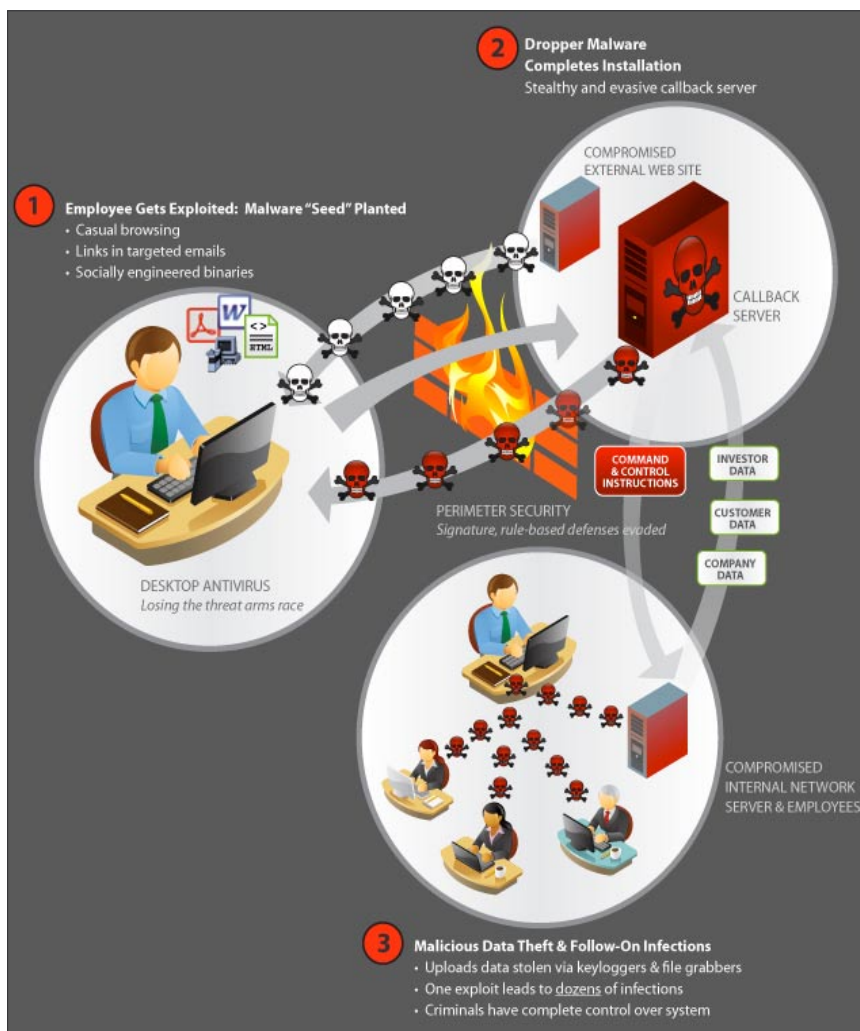 2
Dropper Malware
Completes Installation
Stealthy and evasive callback server
COMPROMISED
EXTERNAL WEB SITE
1
Employee Gets Exploited: Malware “Seed” Planted
• Casual browsing
• Links in targeted emails
• Socially engineered binaries
W
<>
HTML
CALLBACK
SERVER
COMMAND
& CONTROL
INSTRUCTIONS
INVESTOR
DATA
CUSTOMER
DATA
COMPANY
DATA
PERIMETER SECURITY
Signature, rule-based defenses evaded
DESKTOP ANTIVIRUS
Losing the threat arms race
COMPROMISED
INTERNAL NETWORK
SERVER & EMPLOYEES
3
Malicious Data Theft & Follow-On Infections
• Uploads data stolen via keyloggers & file grabbers
• One exploit leads to dozens of infections
• Criminals have complete control over system